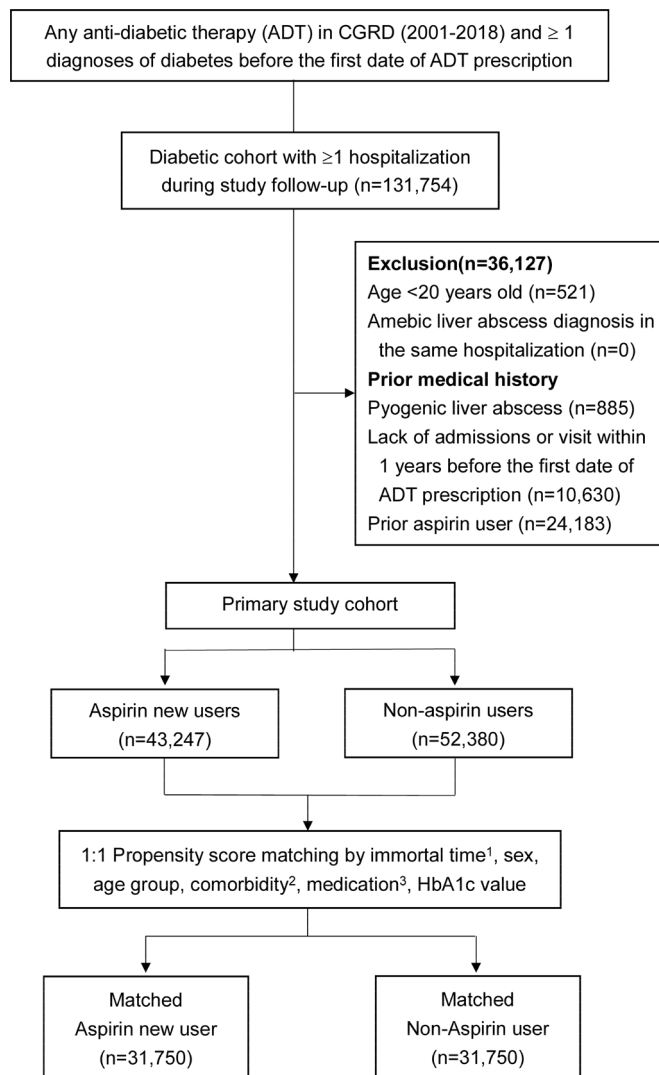 Any anti-diabetic therapy (ADT) in CGRD (2001-2018) and ≥ 1
diagnoses of diabetes before the first date of ADT prescription
Diabetic cohort with ≥1 hospitalization
during study follow-up (n=131,754)
Exclusion(n=36,127)
Age <20 years old (n=521)
Amebic liver abscess diagnosis in
the same hospitalization (n=0)
Prior medical history
Pyogenic liver abscess (n=885)
Lack of admissions or visit within
1 years before the first date of
ADT prescription (n=10,630)
Prior aspirin user (n=24,183)
Primary study cohort
Aspirin new users
(n=43,247)
Non-aspirin users
(n=52,380)
1:1 Propensity score matching by immortal time¹, sex,
age group, comorbidity², medication³, HbA1c value
Matched
Aspirin new user
(n=31,750)
Matched
Non-Aspirin user
(n=31,750)